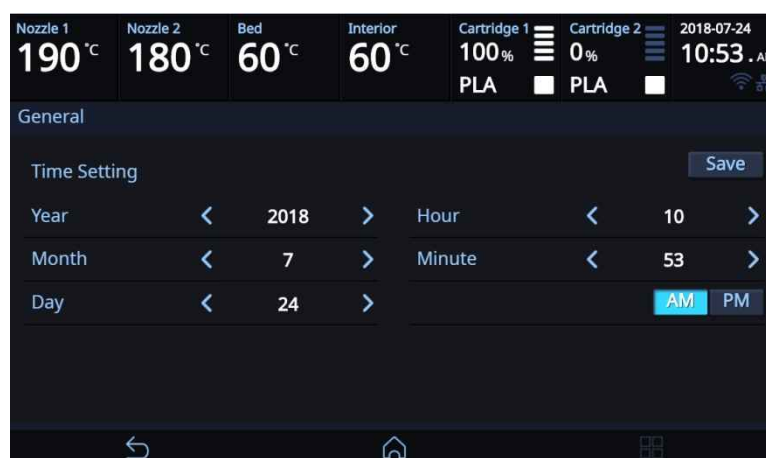 Nozzle 1 Nozzle 2 Bed Interior Cartridge 1 Cartridge 2 2018-07-24
190 °C 180 °C 60 °C 60 °C 100 % 0 % 10:53 .
PLA PLA
General
Time Setting Save
Year 2018 Hour 10
Month 7 Minute 53
Day 24 AM PM